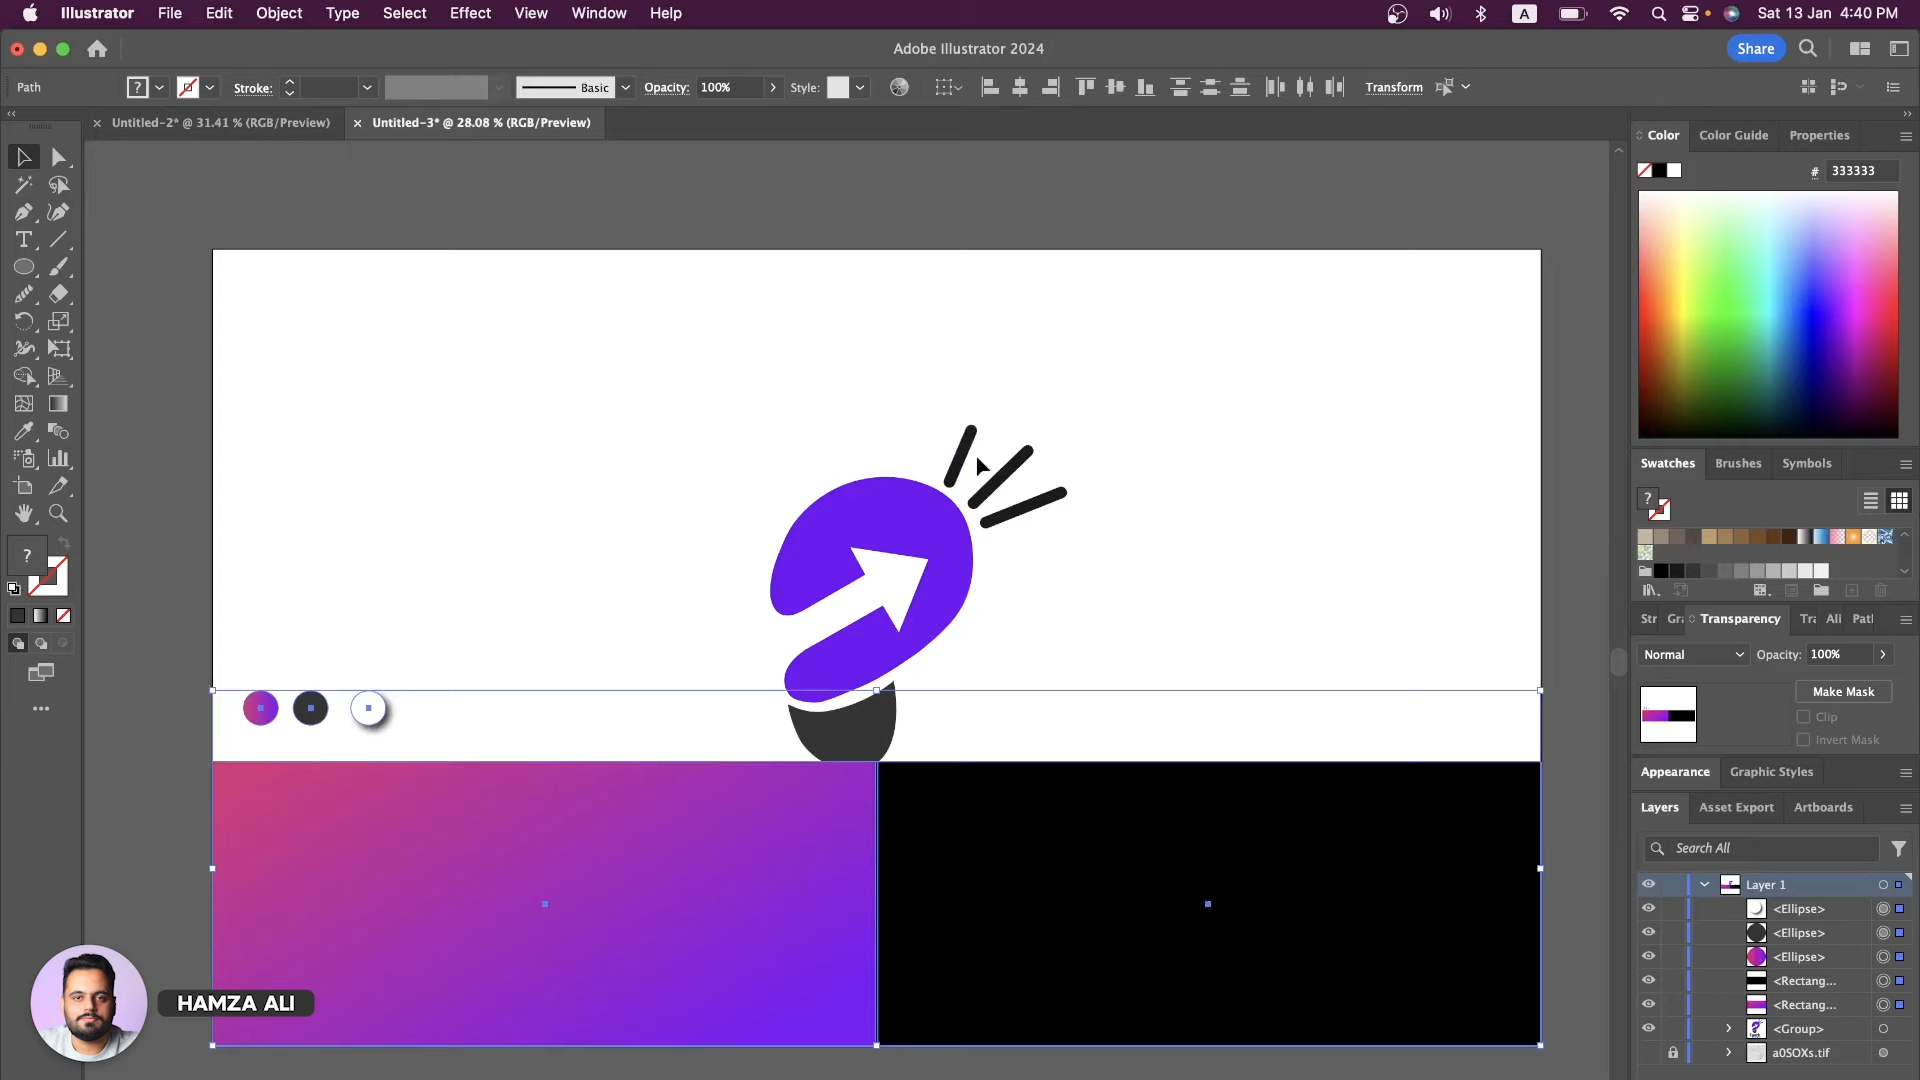 Illustrator File Edit Object Type Select Effect View Window Help A Sat 13 Jan 4:40 PM
Adobe Illustrator 2024 Share
Path ? Stroke: Basic Opacity: 100% Style: Transform
Untitled-2* @ 31.41 % (RGB/Preview) Untitled-3* @ 28.08 % (RGB/Preview)
Color Color Guide Properties
# 333333
Swatches Brushes Symbols
?
Str Gra Transparency Tra Ali Patl
Normal Opacity: 100%
Make Mask
Clip
Invert Mask
Appearance Graphic Styles
Layers Asset Export Artboards
Search All
Layer 1
<Ellipse>
<Ellipse>
<Ellipse>
<Rectang...
<Rectang...
<Group>
a0SOXs.tif
?
HAMZA ALI